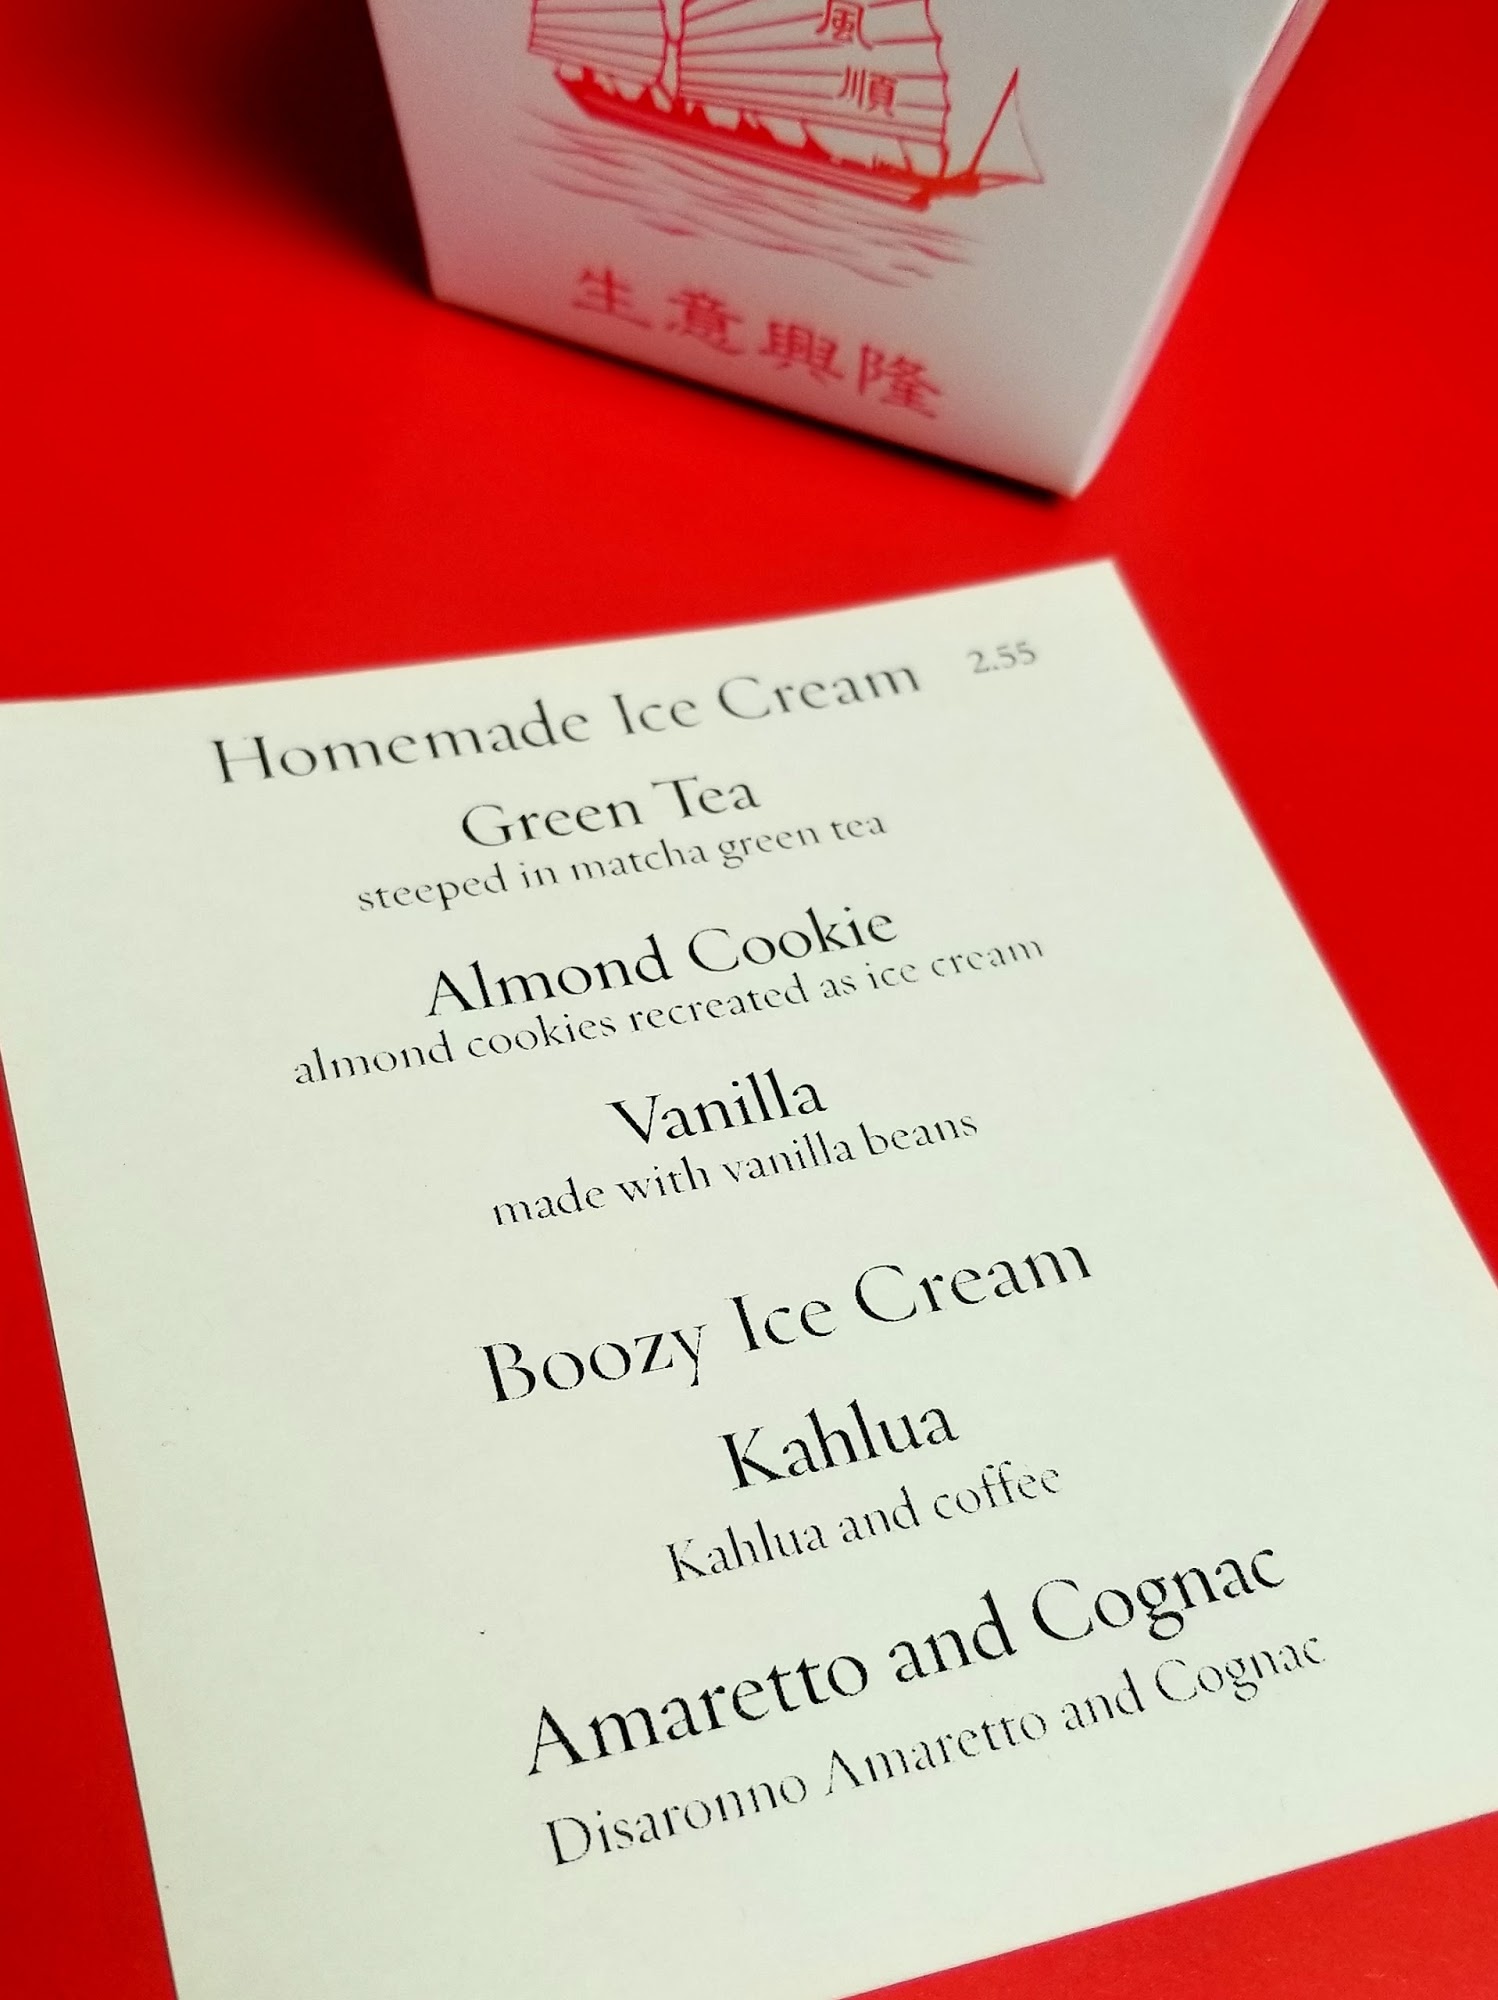 風
順
生意興隆
Homemade Ice Cream 2.55
Green Tea
steeped in matcha green tea
Almond Cookie
almond cookies recreated as ice cream
Vanilla
made with vanilla beans
Boozy Ice Cream
Kahlua
Kahlua and coffee
Amaretto and Cognac
Disaronno Amaretto and Cognac